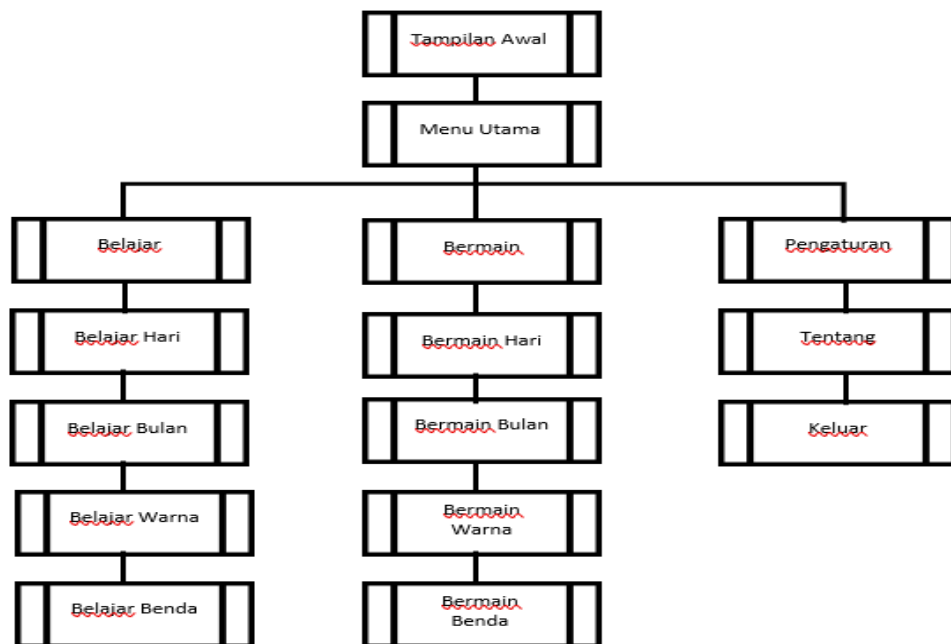 Tampilan Awal
Menu Utama
Belajar
Bermain
Pengaturan
Belajar Hari
Bermain Hari
Tentang
Belajar Bulan
Bermain Bulan
Keluar
Belajar Warna
Bermain
Warna
Belajar Benda
Bermain
Benda